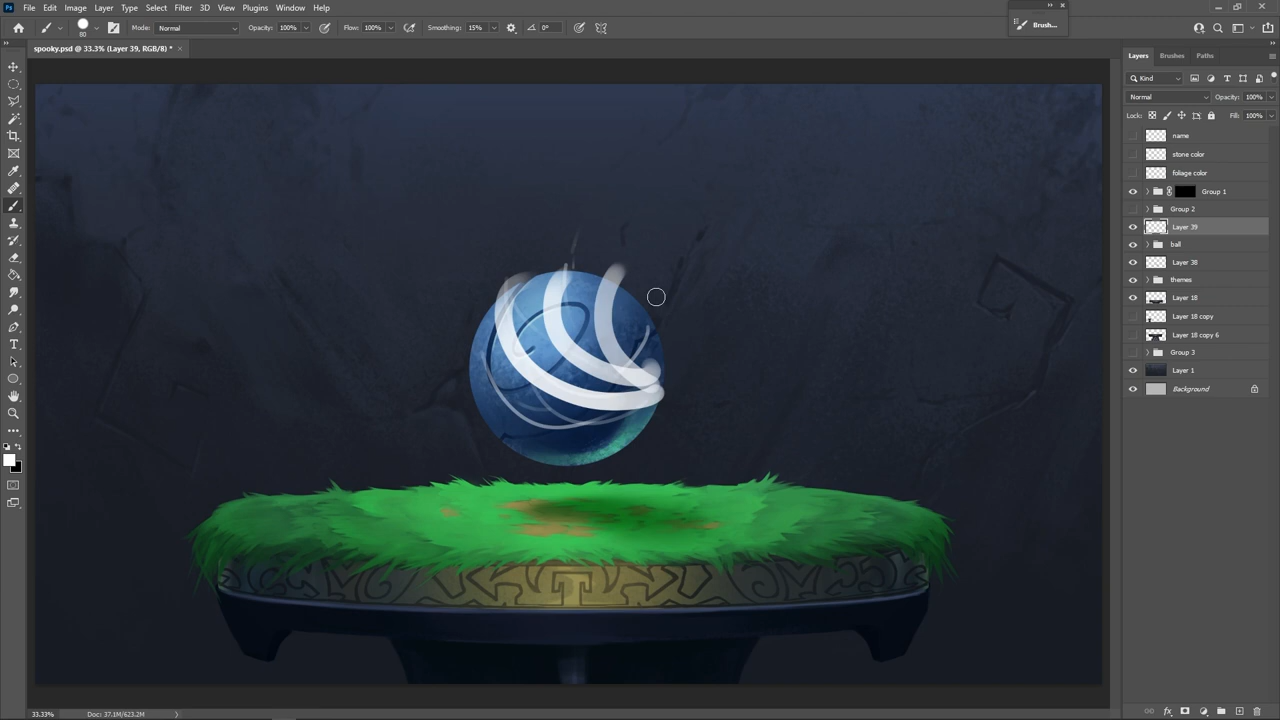 Ps File Edit Image Layer Type Select Filter 3D View Plugins Window Help
80 Mode: Normal Opacity: 100% Flow: 100% Smoothing: 15% 0°
Brush...
spooky.psd @ 33.3% (Layer 39, RGB/8) * ×
Layers Brushes Paths
Kind
Normal Opacity: 100%
Lock: Fill: 100%
name
stone color
foliage color
Group 1
Group 2
Layer 39
ball
Layer 38
themes
Layer 18
Layer 18 copy
Layer 18 copy 6
Group 3
Layer 1
Background
33.33% Doc: 37.1M/623.2M